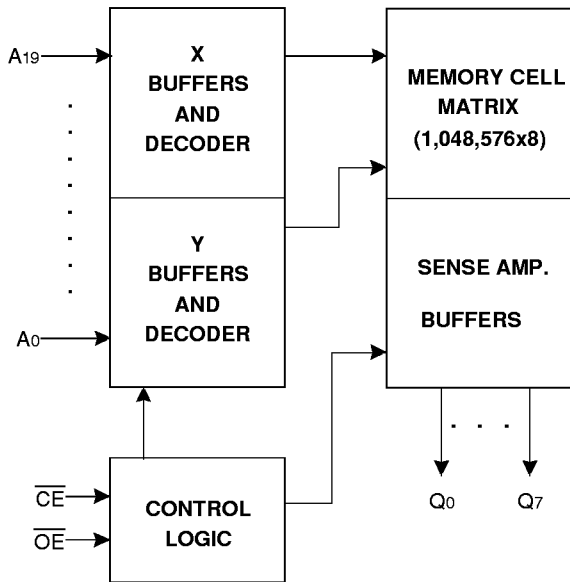 A19
X
BUFFERS
AND
DECODER
MEMORY CELL
MATRIX
(1,048,576x8)
Y
BUFFERS
AND
DECODER
A0
SENSE AMP.
BUFFERS
CE
OE
CONTROL
LOGIC
Q0
Q7